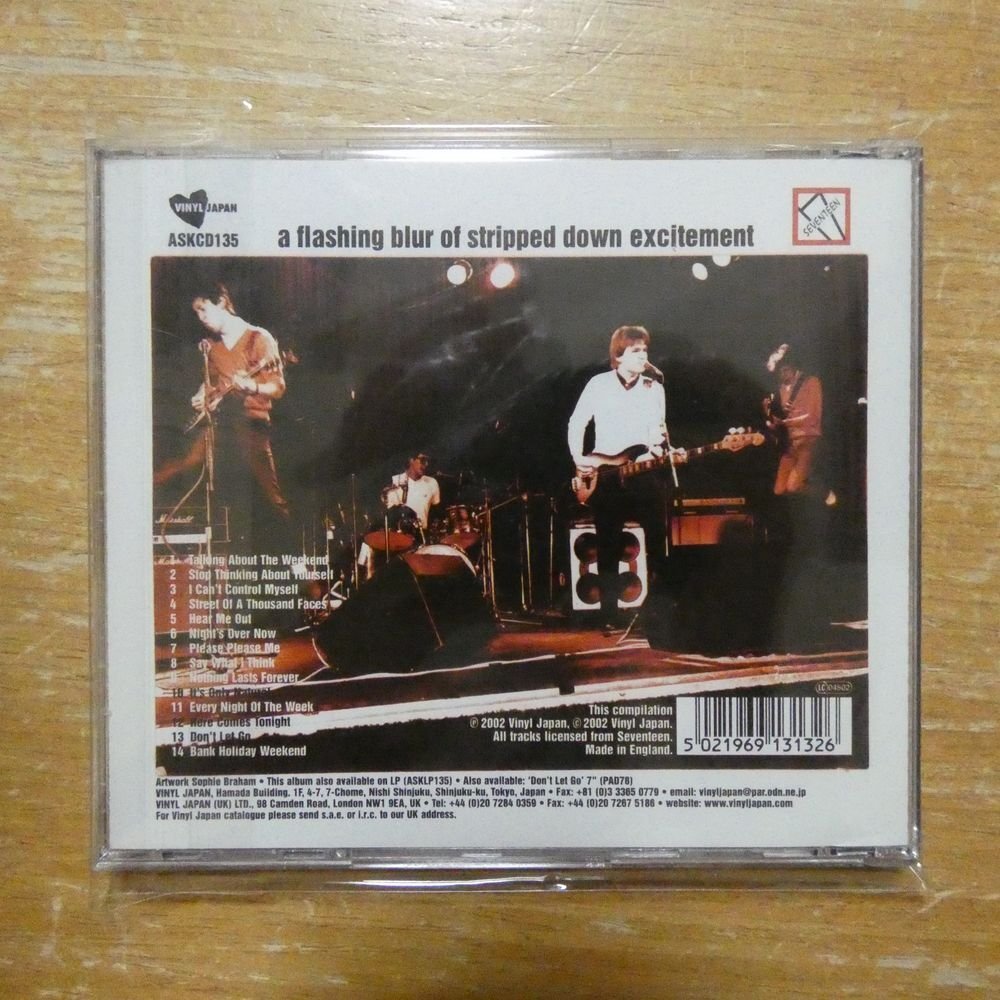 VINYL JAPAN
ASKCD135
a flashing blur of stripped down excitement
SEVENTEEN
17
Marshall
1 Talking About The Weekend
2 Stop Thinking About Yourself
3 I Can't Control Myself
4 Street Of A Thousand Faces
5 Hear Me Out
6 Night's Over Now
7 Please Please Me
8 Say What I Think
9 Nothing Lasts Forever
10 It's Only Natural
11 Every Night Of The Week
12 Here Comes Tonight
13 Don't Let Go
14 Bank Holiday Weekend
This compilation
℗ 2002 Vinyl Japan, © 2002 Vinyl Japan.
All tracks licensed from Seventeen.
Made in England.
LC 04502
5 021969 131326
Artwork Sophie Braham • This album also available on LP (ASKLP135) • Also available: 'Don't Let Go' 7" (PAD78)
VINYL JAPAN, Hamada Building. 1F, 4-7, 7-Chome, Nishi Shinjuku, Shinjuku-ku, Tokyo, Japan • Fax: +81 (0)3 3365 0779 • email: vinyljapan@par.odn.ne.jp
VINYL JAPAN (UK) LTD., 98 Camden Road, London NW1 9EA, UK • Tel: +44 (0)20 7284 0359 • Fax: +44 (0)20 7267 5186 • website: www.vinyljapan.com
For Vinyl Japan catalogue please send s.a.e. or i.r.c. to our UK address.